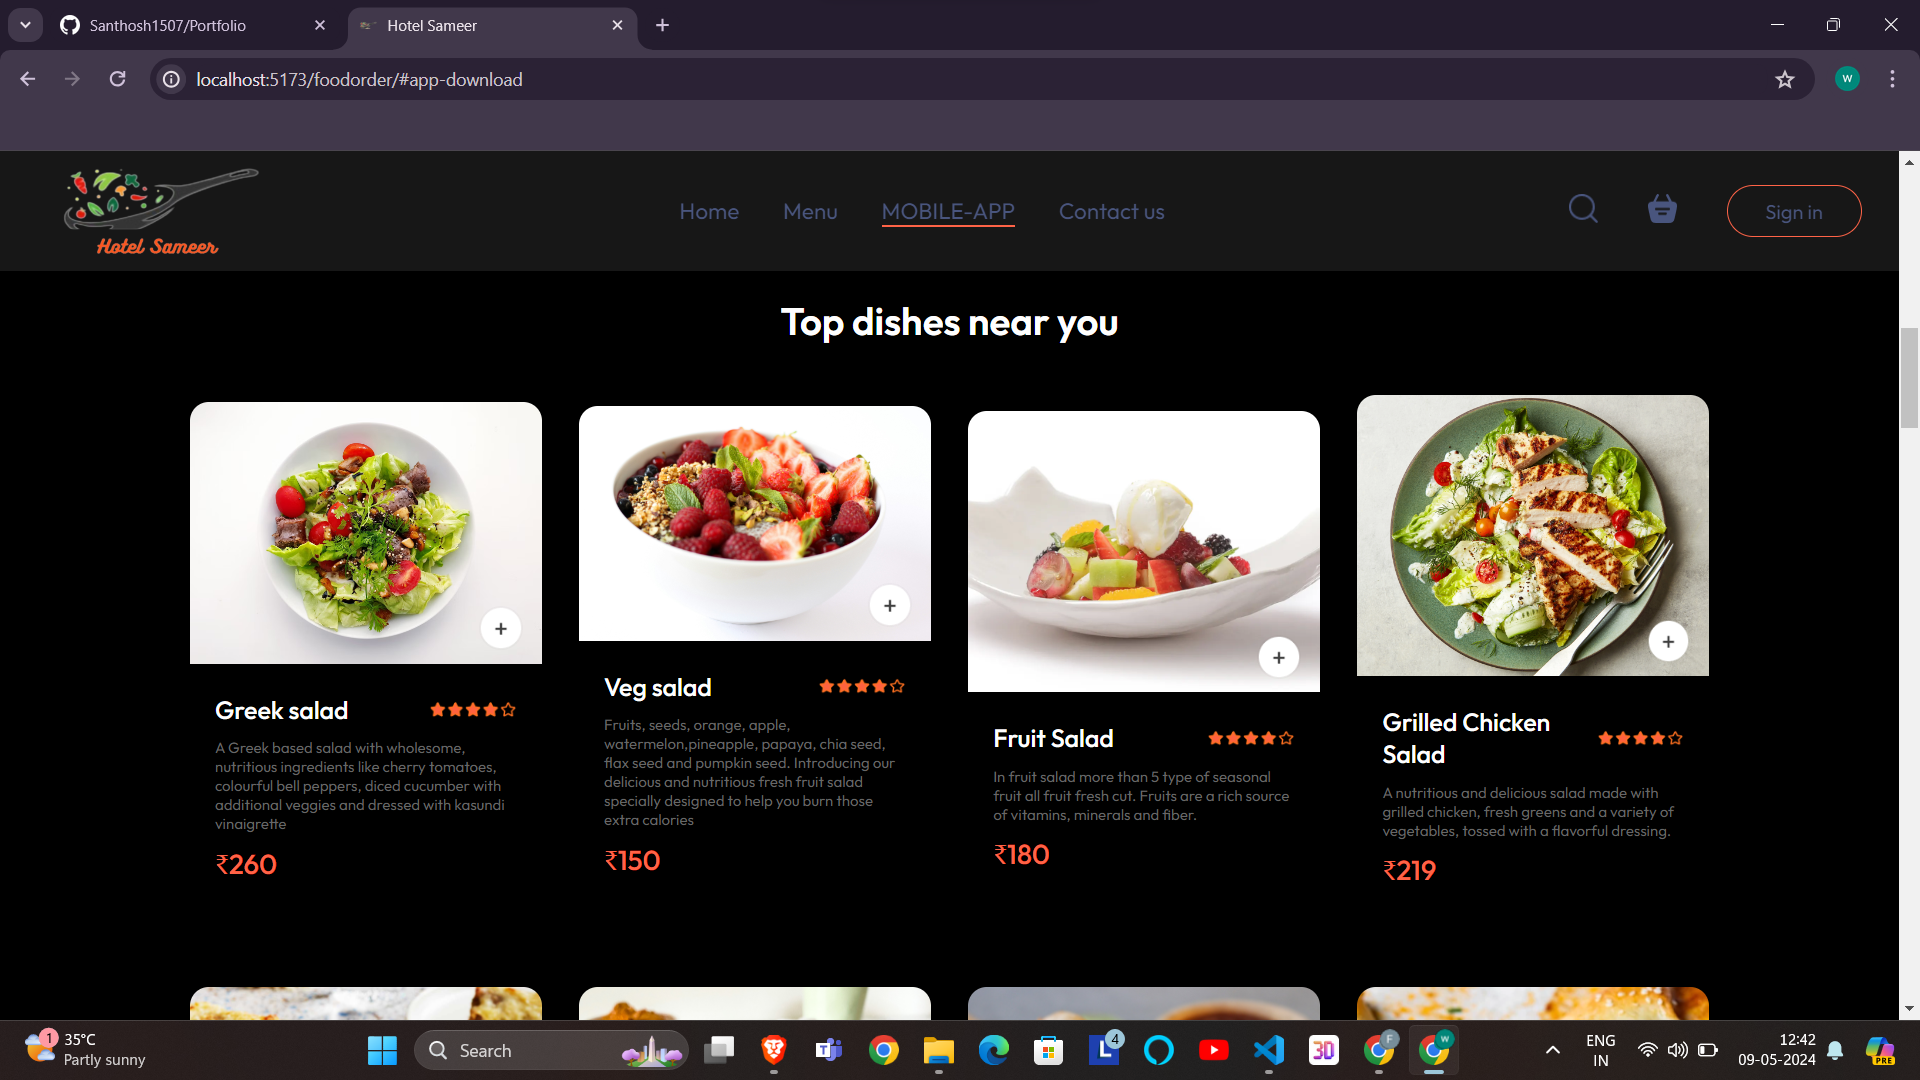 Santhosh1507/Portfolio
Hotel Sameer
localhost:5173/foodorder/#app-download
W
Hotel Sameer
Home
Menu
MOBILE-APP
Contact us
Sign in
Top dishes near you
Greek salad
A Greek based salad with wholesome,
nutritious ingredients like cherry tomatoes,
colourful bell peppers, diced cucumber with
additional veggies and dressed with kasundi
vinaigrette
₹260
Veg salad
Fruits, seeds, orange, apple,
watermelon,pineapple, papaya, chia seed,
flax seed and pumpkin seed. Introducing our
delicious and nutritious fresh fruit salad
specially designed to help you burn those
extra calories
₹150
Fruit Salad
In fruit salad more than 5 type of seasonal
fruit all fruit fresh cut. Fruits are a rich source
of vitamins, minerals and fiber.
₹180
Grilled Chicken
Salad
A nutritious and delicious salad made with
grilled chicken, fresh greens and a variety of
vegetables, tossed with a flavorful dressing.
₹219
1
35°C
Partly sunny
Search
T
L
4
30
F
W
ENG
IN
12:42
09-05-2024
PRE